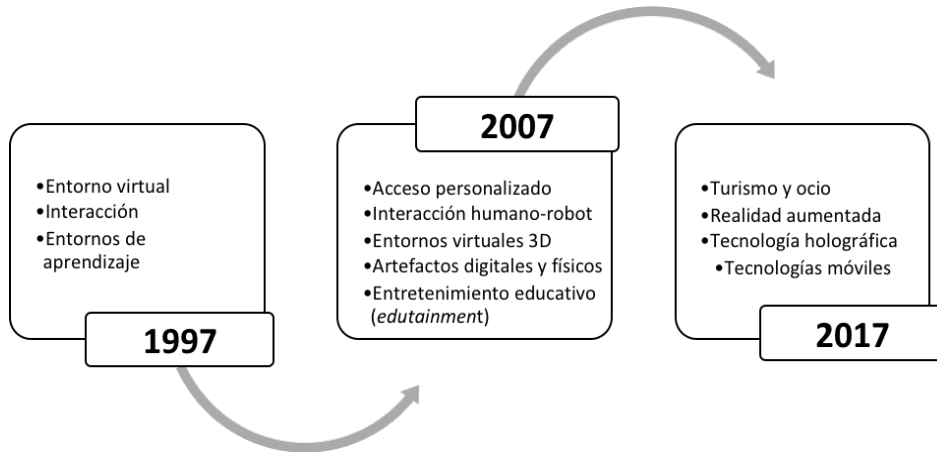 •Entorno virtual
•Interacción
•Entornos de
aprendizaje
1997
2007
•Acceso personalizado
•Interacción humano-robot
•Entornos virtuales 3D
•Artefactos digitales y físicos
•Entretenimiento educativo
(edutainment)
•Turismo y ocio
•Realidad aumentada
•Tecnología holográfica
•Tecnologías móviles
2017